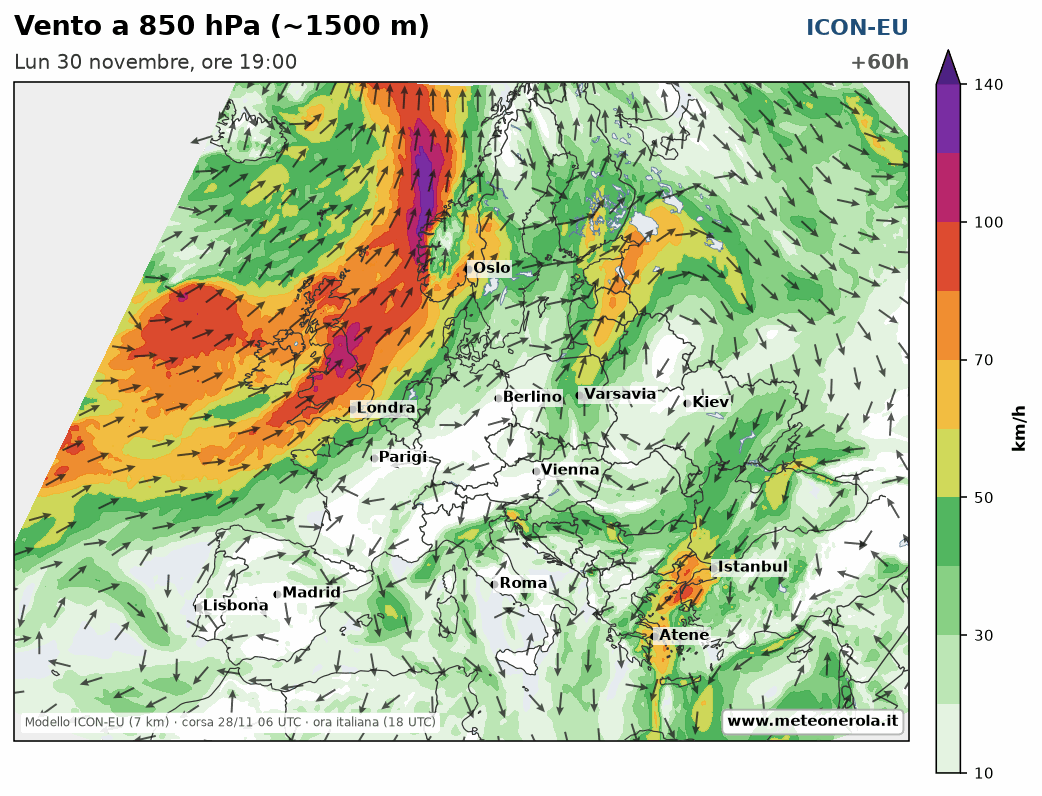 Vento a 850 hPa (~1500 m)
ICON-EU
Lun 30 novembre, ore 19:00
+60h
140
100
70
50
30
10
km/h
Oslo
Londra
Berlino
Varsavia
Kiev
Parigi
Vienna
Istanbul
Roma
Madrid
Lisbona
Atene
Modello ICON-EU (7 km) · corsa 28/11 06 UTC · ora italiana (18 UTC)
www.meteonerola.it